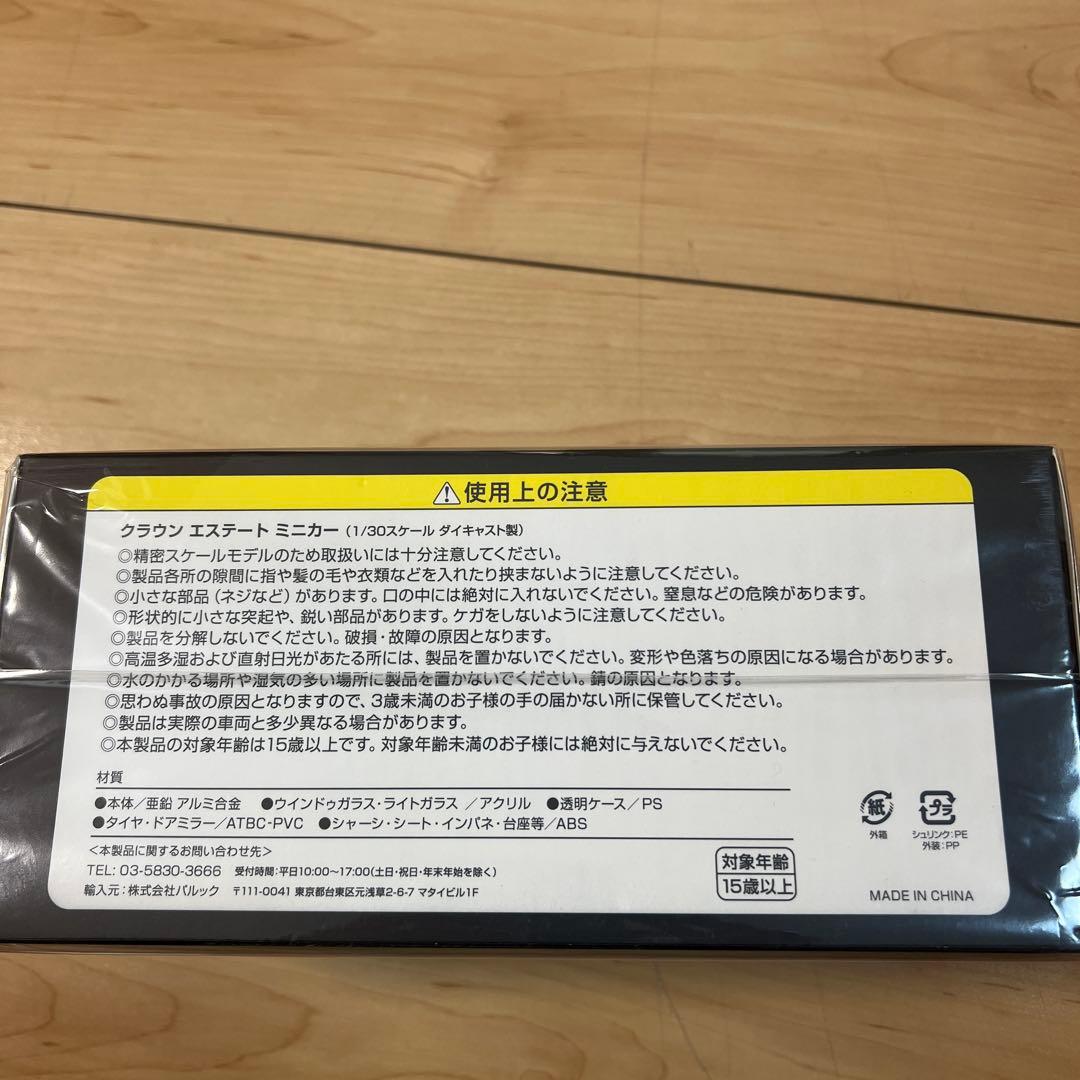 ⚠使用上の注意
クラウン エステート ミニカー（1/30スケール ダイキャスト製）
◎精密スケールモデルのため取扱いには十分注意してください。
◎製品各所の隙間に指や髪の毛や衣類などを入れたり挟まないように注意してください。
◎小さな部品（ネジなど）があります。口の中には絶対に入れないでください。窒息などの危険があります。
◎形状的に小さな突起や、鋭い部品があります。ケガをしないように注意してください。
◎製品を分解しないでください。破損・故障の原因となります。
◎高温多湿および直射日光があたる所には、製品を置かないでください。変形や色落ちの原因になる場合があります。
◎水のかかる場所や湿気の多い場所に製品を置かないでください。錆の原因となります。
◎思わぬ事故の原因となりますので、3歳未満のお子様の手の届かない所に保管してください。
◎製品は実際の車両と多少異なる場合があります。
◎本製品の対象年齢は15歳以上です。対象年齢未満のお子様には絶対に与えないでください。
材質
●本体／亜鉛 アルミ合金 ●ウインドゥガラス・ライトガラス ／アクリル ●透明ケース／PS
●タイヤ・ドアミラー／ATBC-PVC ●シャーシ・シート・インパネ・台座等／ABS
＜本製品に関するお問い合わせ先＞
TEL: 03-5830-3666 受付時間：平日10:00〜17:00（土日・祝日・年末年始を除く）
輸入元：株式会社バルック 〒111-0041 東京都台東区元浅草2-6-7 マタイビル1F
対象年齢
15歳以上
紙
外箱
プラ
シュリンク：PE
外装：PP
MADE IN CHINA